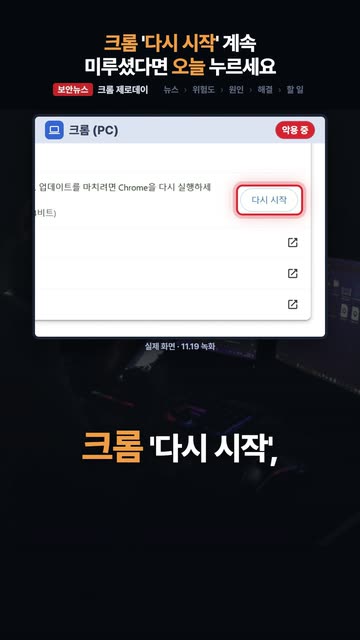 크롬 '다시 시작' 계속
미루셨다면 오늘 누르세요
보안뉴스 크롬 제로데이 뉴스 › 위험도 › 원인 › 해결 › 할 일
크롬 (PC) 악용 중
업데이트를 마치려면 Chrome을 다시 실행하세
다시 시작
비트)
실제 화면 · 11.19 녹화
크롬 '다시 시작',